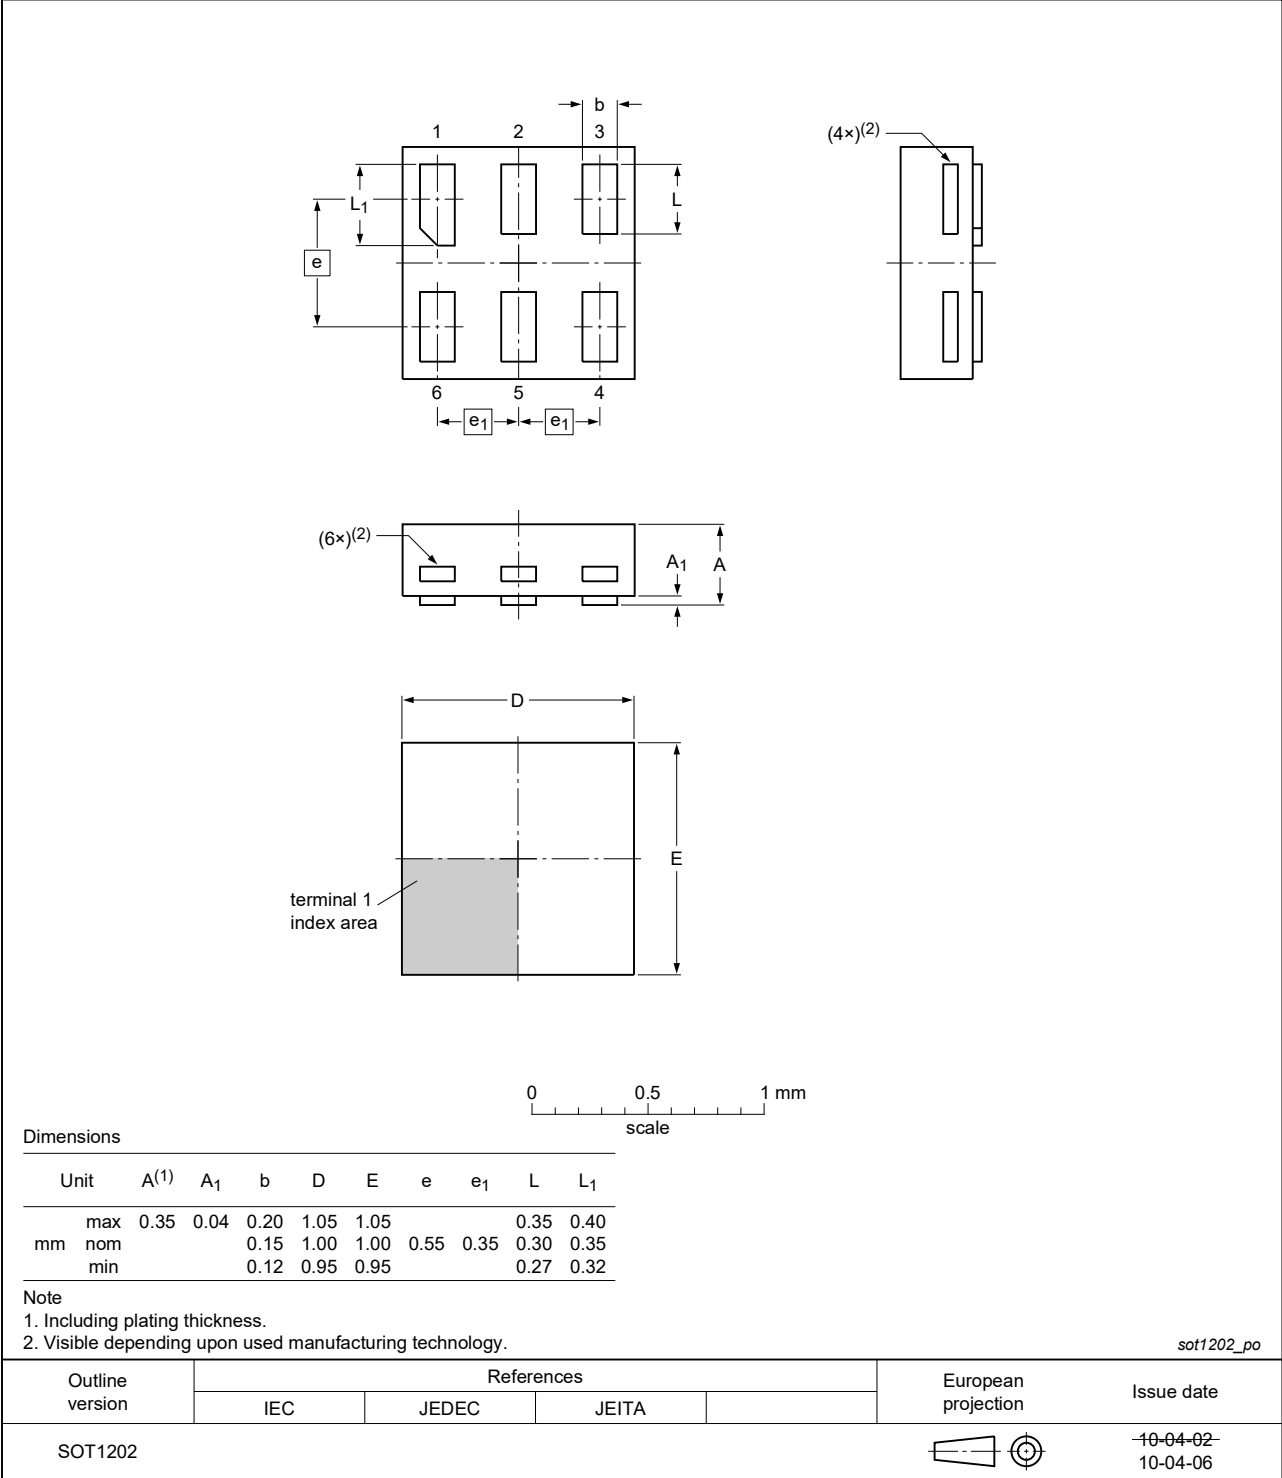 b
1 2 3
(4×)(2)
L1
L
e
6 5 4
e1 e1
(6×)(2)
A1 A
D
E
terminal 1
index area
0 0.5 1 mm
scale
Dimensions
Unit A(1) A1 b D E e e1 L L1
max 0.35 0.04 0.20 1.05 1.05 0.35 0.40
mm nom 0.15 1.00 1.00 0.55 0.35 0.30 0.35
min 0.12 0.95 0.95 0.27 0.32
Note
1. Including plating thickness.
2. Visible depending upon used manufacturing technology.
sot1202_po
Outline version References European projection Issue date
IEC JEDEC JEITA
SOT1202
10-04-02
10-04-06